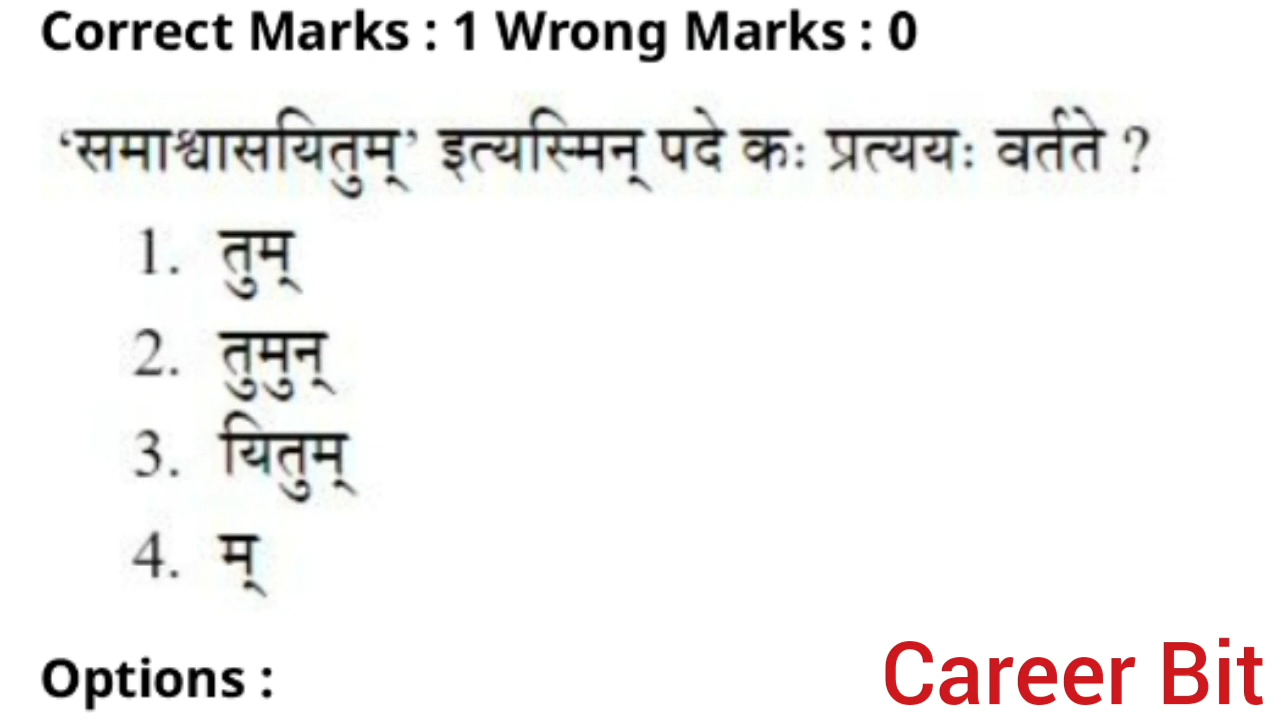 Correct Marks : 1 Wrong Marks : 0
‘समाश्वासयितुम्’ इत्यस्मिन् पदे कः प्रत्ययः वर्तते ?
1. तुम्
2. तुमुन्
3. यितुम्
4. म्
Options :
Career Bit